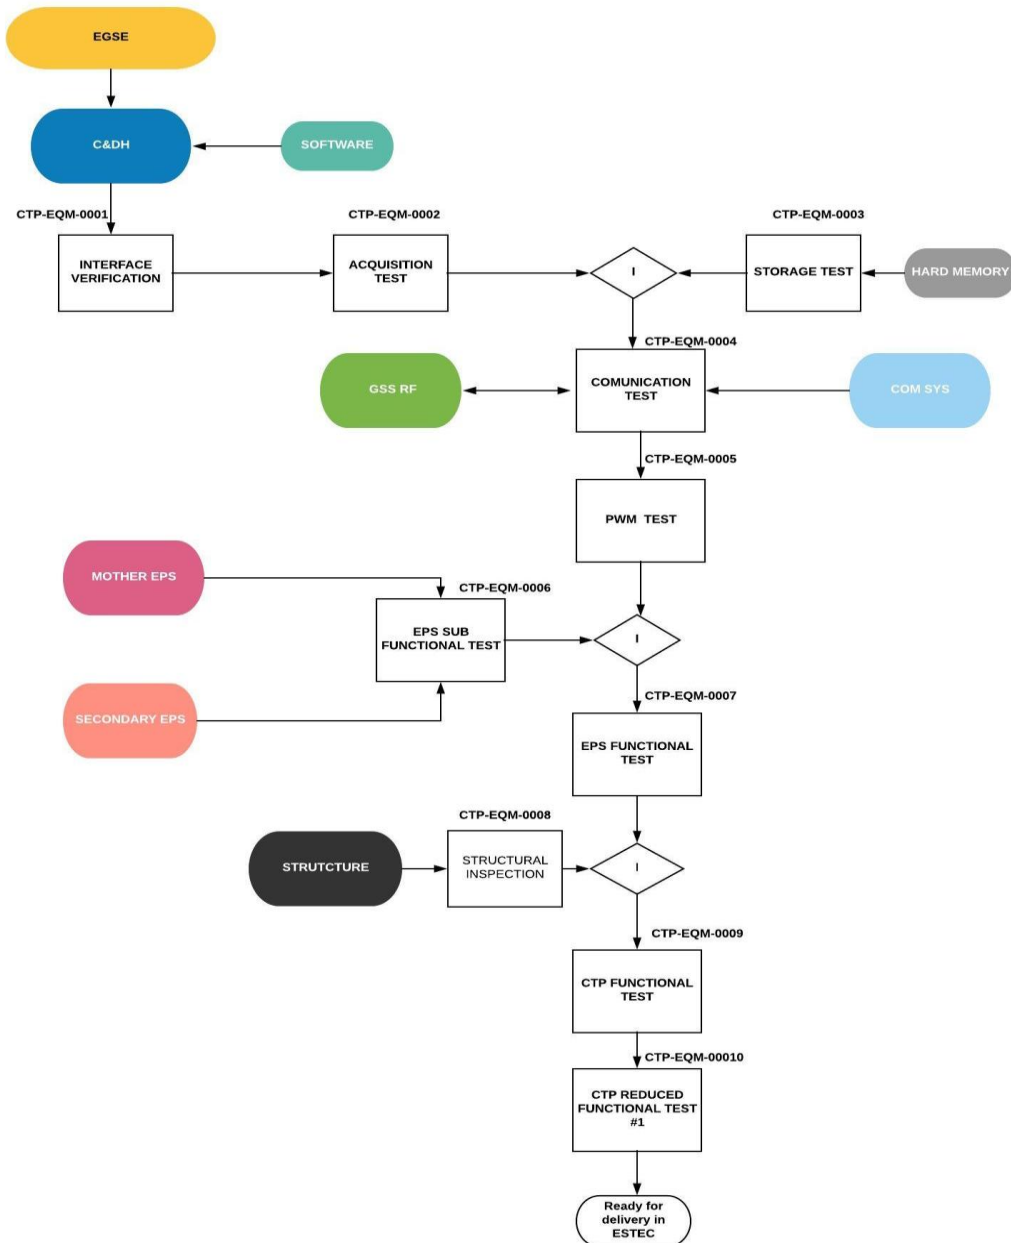 EGSE
C&DH
SOFTWARE
CTP-EQM-0001
CTP-EQM-0002
CTP-EQM-0003
INTERFACE
VERIFICATION
ACQUISITION
TEST
I
STORAGE TEST
HARD MEMORY
CTP-EQM-0004
GSS RF
COMUNICATION
TEST
COM SYS
CTP-EQM-0005
PWM TEST
MOTHER EPS
CTP-EQM-0006
EPS SUB
FUNCTIONAL TEST
I
SECONDARY EPS
CTP-EQM-0007
EPS FUNCTIONAL
TEST
CTP-EQM-0008
STRUTCTURE
STRUCTURAL
INSPECTION
I
CTP-EQM-0009
CTP FUNCTIONAL
TEST
CTP-EQM-00010
CTP REDUCED
FUNCTIONAL TEST
#1
Ready for
delivery in
ESTEC